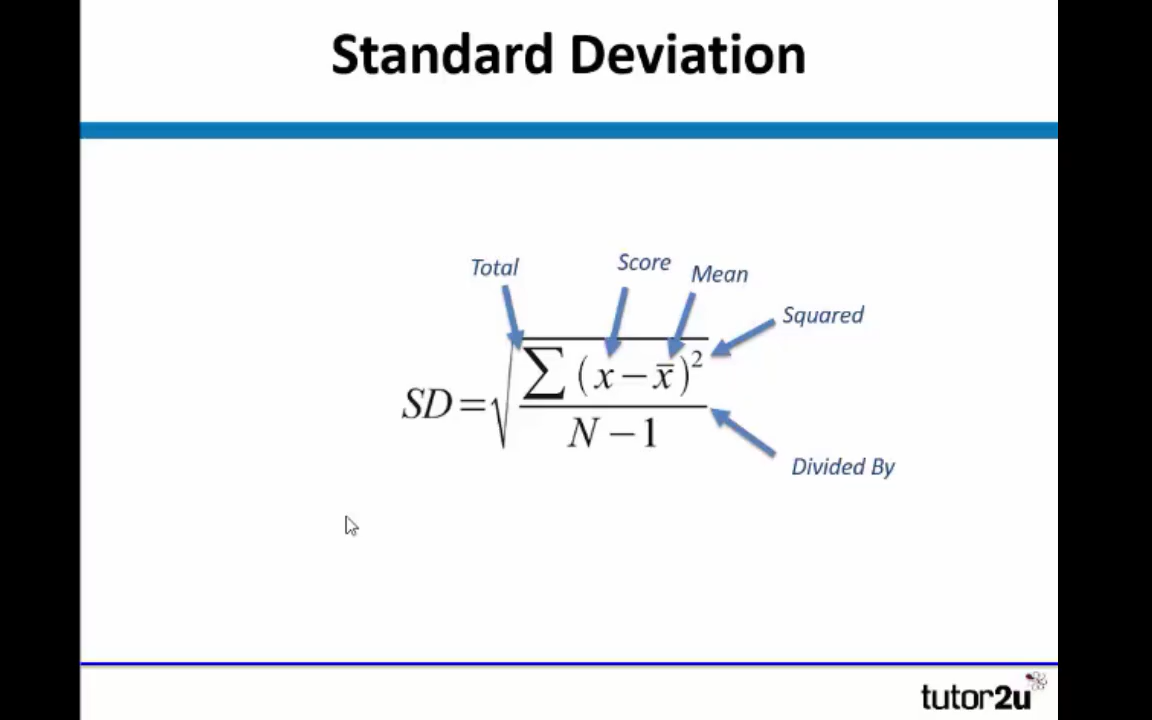 Standard Deviation
Total
Score
Mean
Squared
SD = √(∑ (x − x̄)² / (N − 1))
Divided By
tutor2u